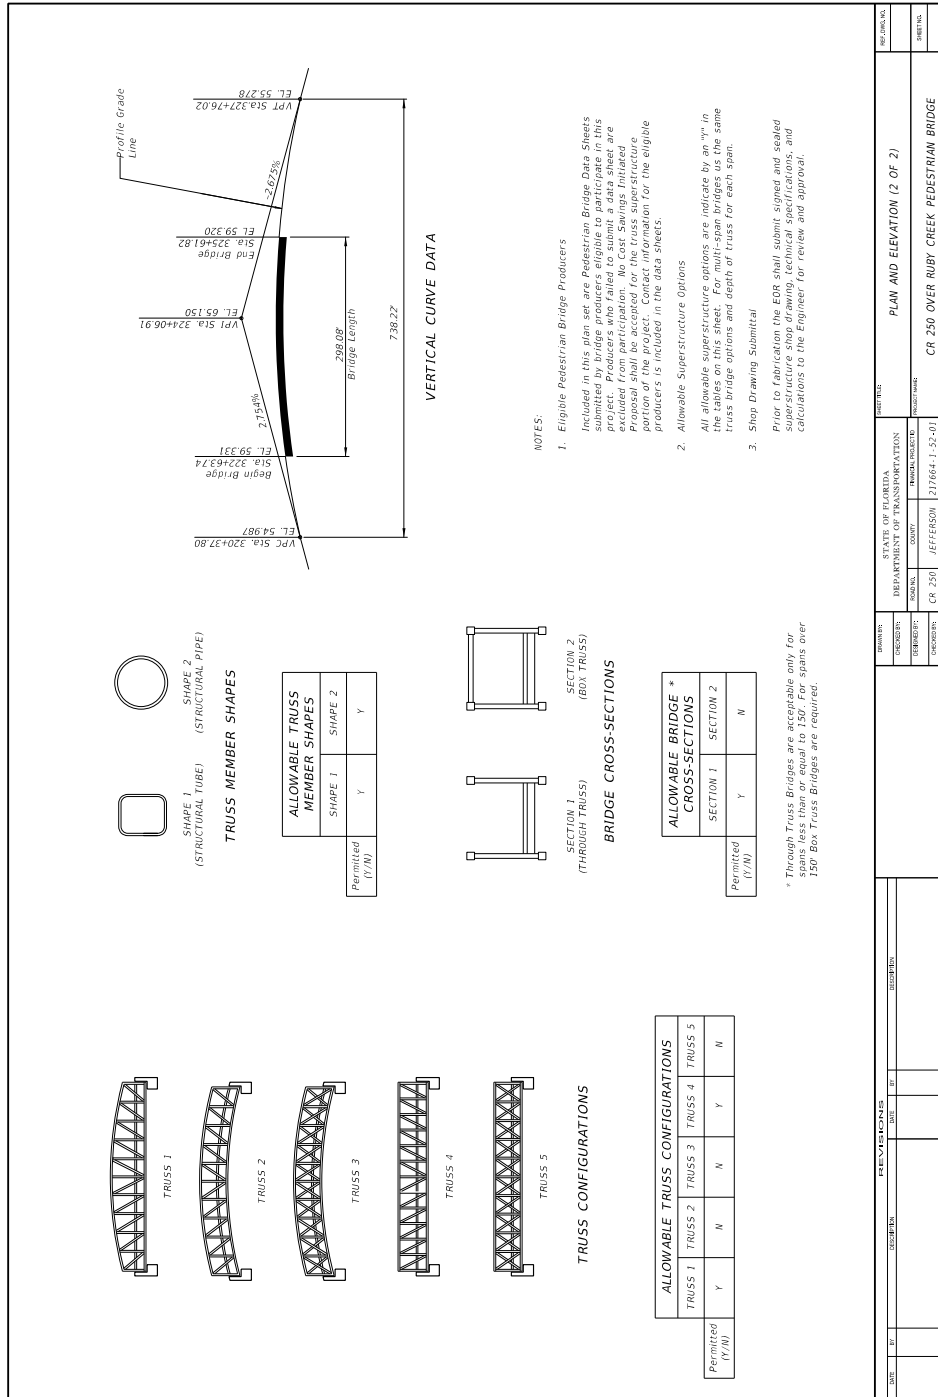 TRUSS 1
TRUSS 2
TRUSS 3
TRUSS 4
TRUSS 5
TRUSS CONFIGURATIONS
ALLOWABLE TRUSS CONFIGURATIONS
TRUSS 1 TRUSS 2 TRUSS 3 TRUSS 4 TRUSS 5
Permitted
(Y/N)
Y N N Y N
SHAPE 1
(STRUCTURAL TUBE)
SHAPE 2
(STRUCTURAL PIPE)
TRUSS MEMBER SHAPES
ALLOWABLE TRUSS
MEMBER SHAPES
SHAPE 1 SHAPE 2
Permitted
(Y/N)
Y Y
SECTION 1
(THROUGH TRUSS)
SECTION 2
(BOX TRUSS)
BRIDGE CROSS-SECTIONS
ALLOWABLE BRIDGE *
CROSS-SECTIONS
SECTION 1 SECTION 2
Permitted
(Y/N)
Y N
* Through Truss Bridges are acceptable only for
spans less than or equal to 150'. For spans over
150' Box Truss Bridges are required.
Profile Grade
Line
VPC Sta. 320+37.80
EL. 54.987
Begin Bridge
Sta. 322+63.74
EL. 59.331
2.754%
VPI Sta. 324+06.91
EL. 65.150
End Bridge
Sta. 325+61.82
EL. 59.320
-2.675%
VPT Sta.327+76.02
EL. 55.278
298.08'
Bridge Length
738.22'
VERTICAL CURVE DATA
NOTES:
1. Eligible Pedestrian Bridge Producers
Included in this plan set are Pedestrian Bridge Data Sheets
submitted by bridge producers eligible to participate in this
project. Producers who failed to submit a data sheet are
excluded from participation. No Cost Savings Initiated
Proposal shall be accepted for the truss superstructure
portion of the project. Contact information for the eligible
producers is included in the data sheets.
2. Allowable Superstructure Options
All allowable superstructure options are indicate by an "Y" in
the tables on this sheet. For multi-span bridges us the same
truss bridge options and depth of truss for each span.
3. Shop Drawing Submittal
Prior to fabrication the EOR shall submit signed and sealed
superstructure shop drawing, technical specifications, and
calculations to the Engineer for review and approval.
REVISIONS
DATE BY DESCRIPTION DATE BY DESCRIPTION
DRAWN BY:
CHECKED BY:
DESIGNED BY:
CHECKED BY:
STATE OF FLORIDA
DEPARTMENT OF TRANSPORTATION
ROAD NO. COUNTY FINANCIAL PROJECT ID
CR 250 JEFFERSON 217664-1-52-01
SHEET TITLE:
PLAN AND ELEVATION (2 OF 2)
PROJECT NAME:
CR 250 OVER RUBY CREEK PEDESTRIAN BRIDGE
REF. DWG. NO.
SHEET NO.